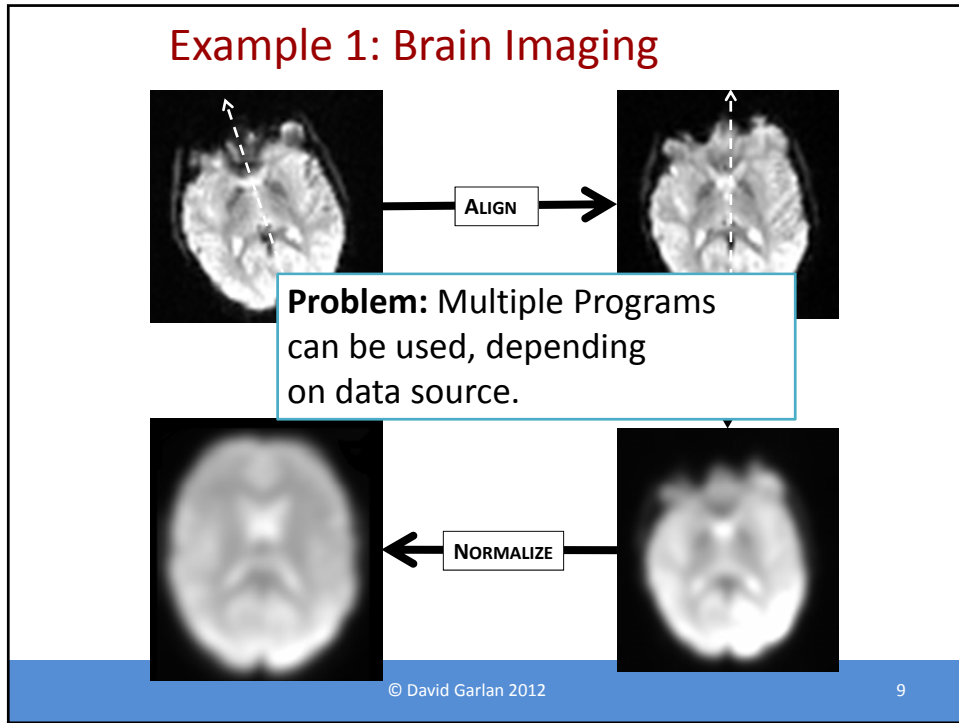 Example 1: Brain Imaging
ALIGN
Problem: Multiple Programs
can be used, depending
on data source.
NORMALIZE
© David Garlan 2012
9